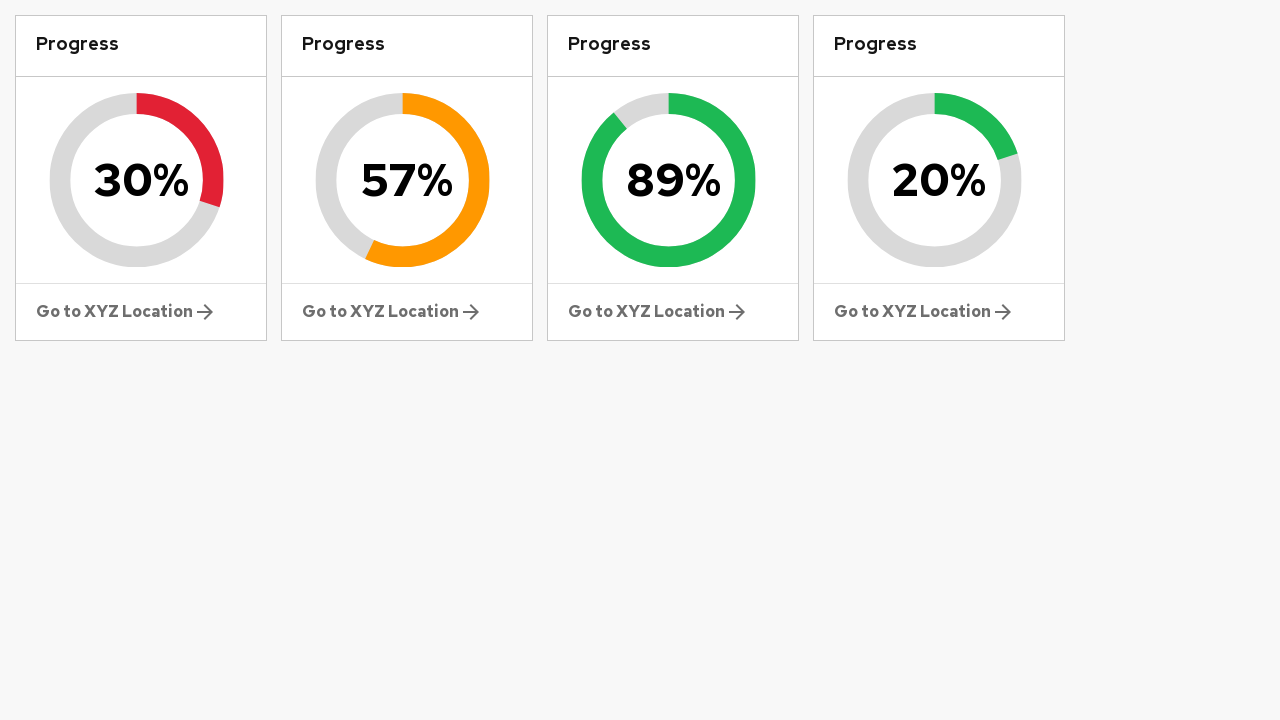 Progress
30%
Go to XYZ Location
Progress
57%
Go to XYZ Location
Progress
89%
Go to XYZ Location
Progress
20%
Go to XYZ Location